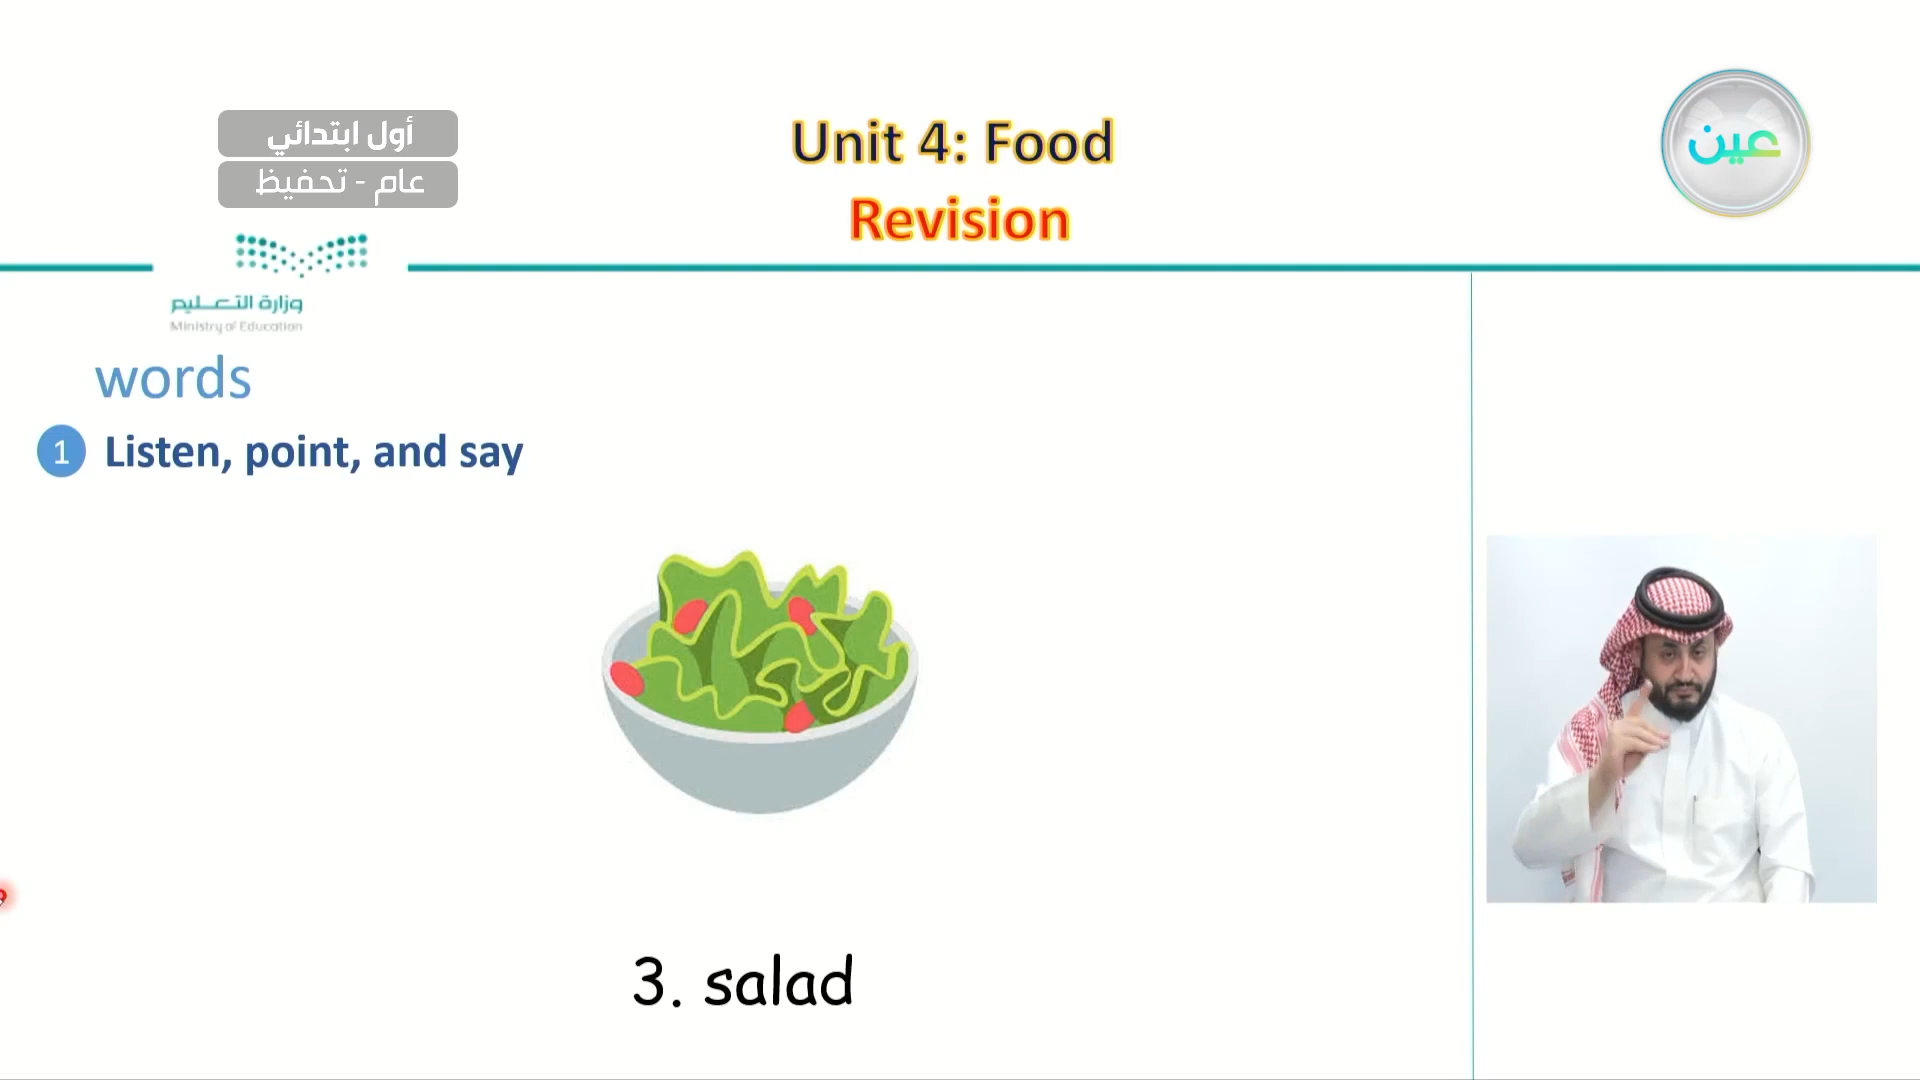 أول ابتدائي
عام - تحفيظ
Unit 4: Food
Revision
عين
وزارة التعليم
Ministry of Education
words
1 Listen, point, and say
3. salad